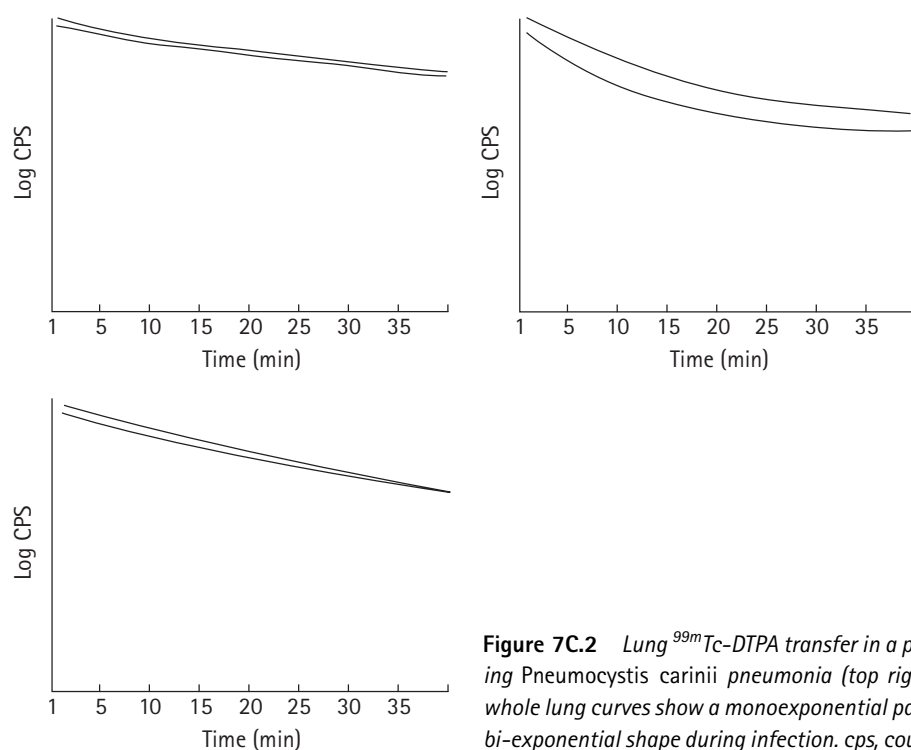 Log CPS
1 5 10 15 20 25 30 35
Time (min)
Log CPS
1 5 10 15 20 25 30 35
Time (min)
Log CPS
1 5 10 15 20 25 30 35
Time (min)
Figure 7C.2 Lung 99mTc-DTPA transfer in a p
ing Pneumocystis carinii pneumonia (top rig
whole lung curves show a monoexponential pa
bi-exponential shape during infection. cps, cou